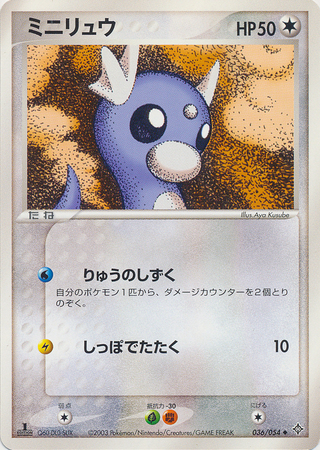 ミニリュウ HP50
たね Illus. Aya Kusube
りゅうのしずく
自分のポケモン1匹から、ダメージカウンターを2個と
りのぞく。
しっぽでたたく 10
弱点 抵抗力 -30 にげる
©2003 Pokémon/Nintendo/Creatures/GAME FREAK. 036/054 ◆